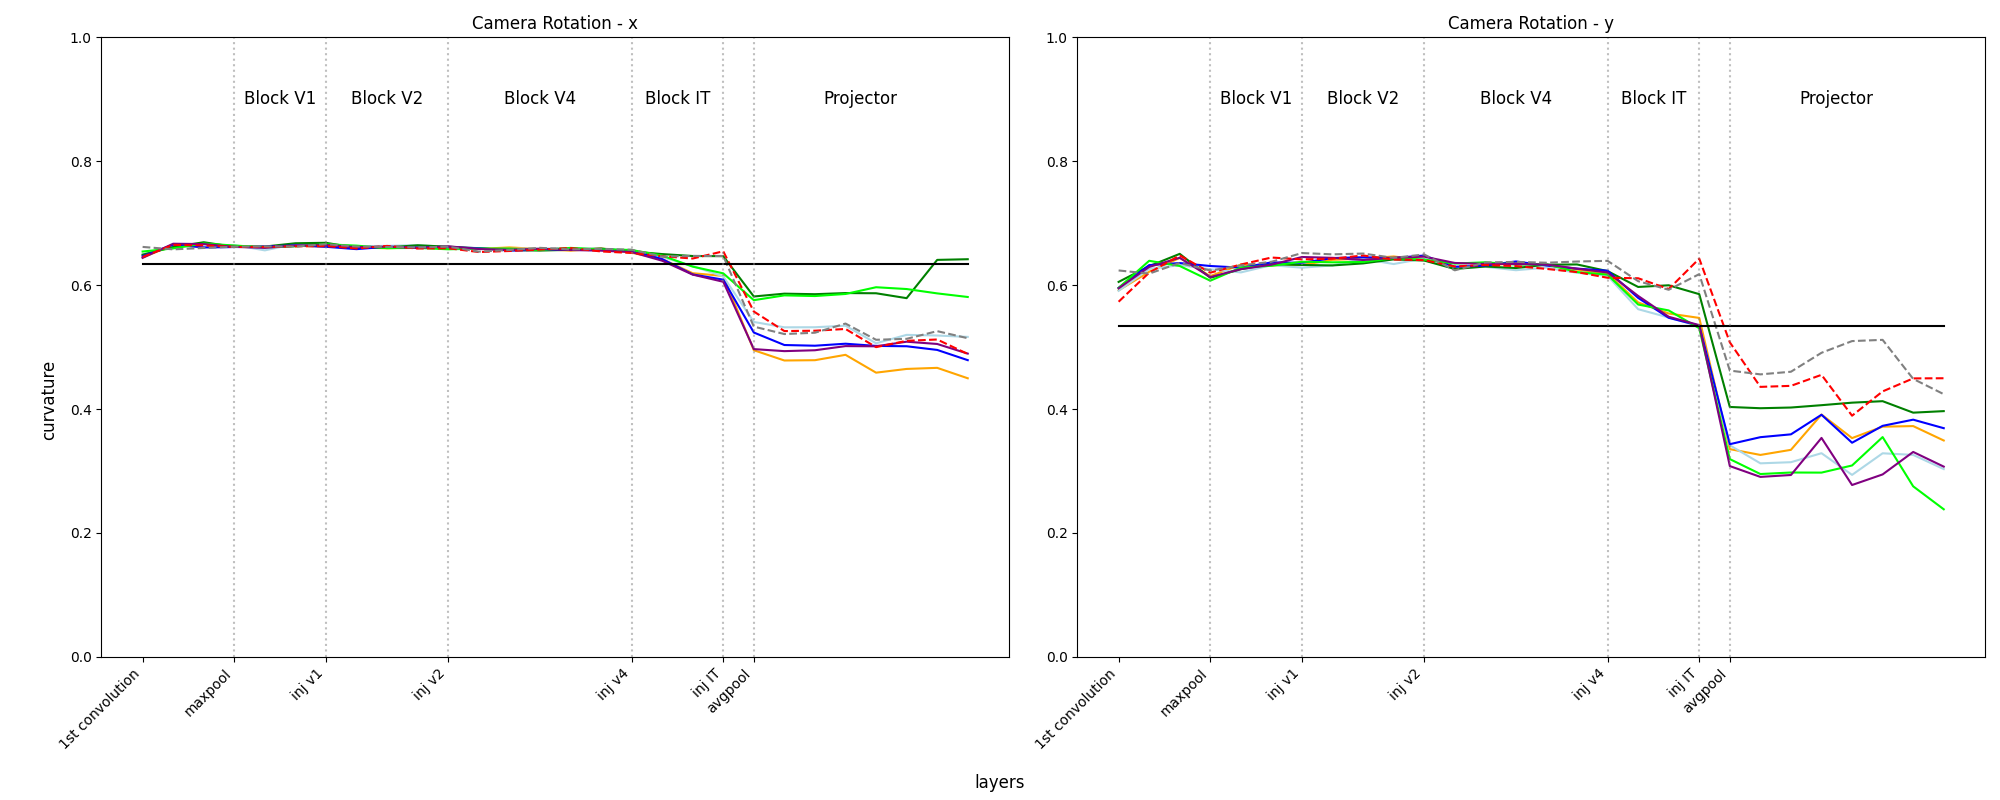 Camera Rotation - x
Camera Rotation - y
1.0
0.8
0.6
0.4
0.2
0.0
curvature
Block V1
Block V2
Block V4
Block IT
Projector
1st convolution
maxpool
inj v1
inj v2
inj v4
inj IT
avgpool
1.0
0.8
0.6
0.4
0.2
0.0
Block V1
Block V2
Block V4
Block IT
Projector
1st convolution
maxpool
inj v1
inj v2
inj v4
inj IT
avgpool
layers